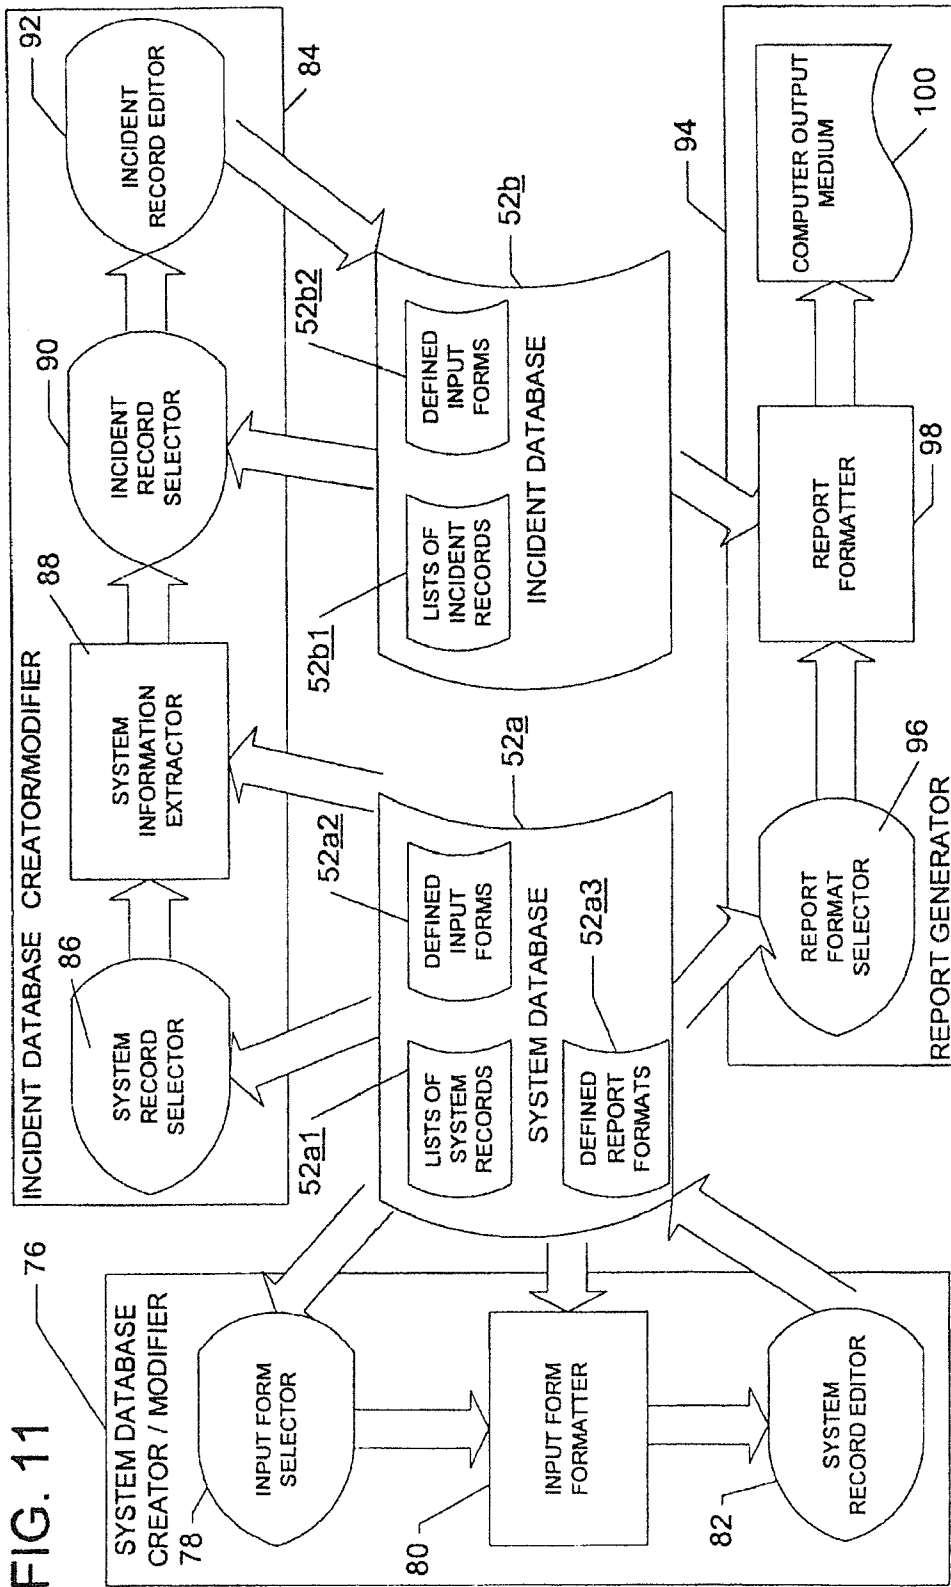 FIG. 11
76
SYSTEM DATABASE
CREATOR / MODIFIER
78
INPUT FORM
SELECTOR
80
INPUT FORM
FORMATTER
82
SYSTEM
RECORD EDITOR
INCIDENT DATABASE CREATOR/MODIFIER
84
86
SYSTEM
RECORD
SELECTOR
88
SYSTEM
INFORMATION
EXTRACTOR
90
INCIDENT
RECORD
SELECTOR
92
INCIDENT
RECORD EDITOR
52a1
LISTS OF
SYSTEM
RECORDS
52a2
DEFINED
INPUT
FORMS
52a
SYSTEM DATABASE
DEFINED
REPORT
FORMATS
52a3
52b1
LISTS OF
INCIDENT
RECORDS
52b2
DEFINED
INPUT
FORMS
52b
INCIDENT DATABASE
94
REPORT GENERATOR
REPORT
FORMAT
SELECTOR
96
REPORT
FORMATTER
98
COMPUTER OUTPUT
MEDIUM
100